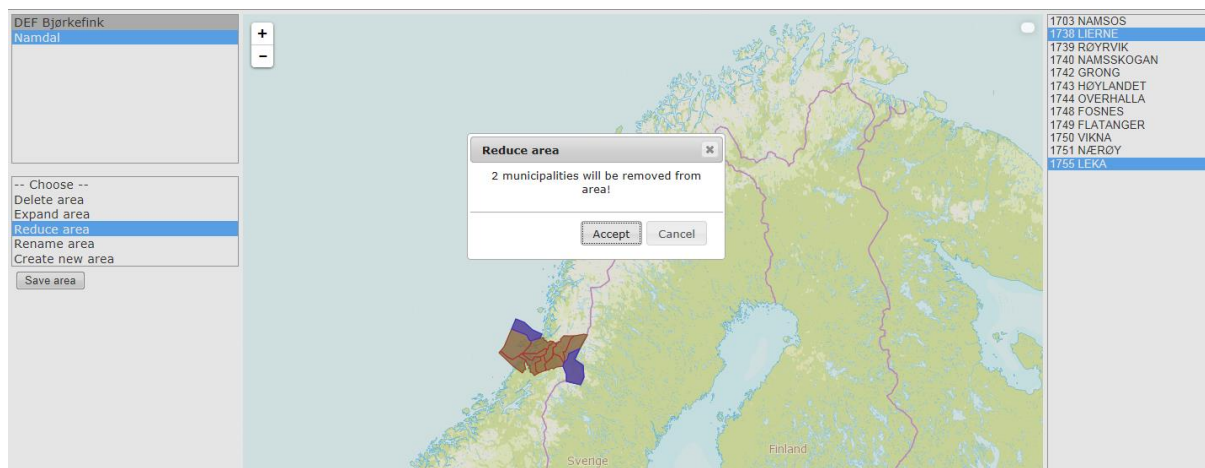 DEF Bjørkefink
Namdal
-- Choose --
Delete area
Expand area
Reduce area
Rename area
Create new area
Save area
+
−
Reduce area
2 municipalities will be removed from
area!
Accept
Cancel
Sverige
Finland
1703 NAMSOS
1738 LIERNE
1739 RØYRVIK
1740 NAMSSKOGAN
1742 GRONG
1743 HØYLANDET
1744 OVERHALLA
1748 FOSNES
1749 FLATANGER
1750 VIKNA
1751 NÆRØY
1755 LEKA